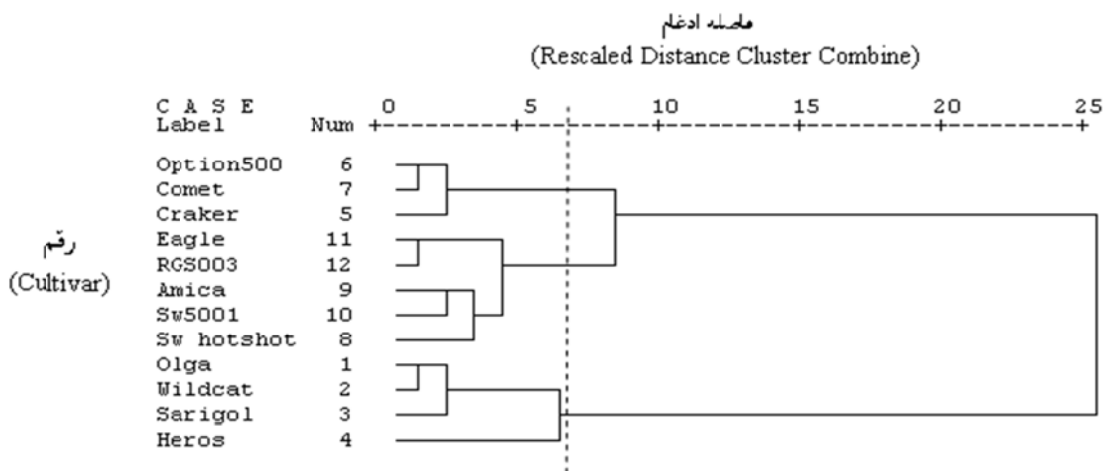 فاصله ادغام
(Rescaled Distance Cluster Combine)
C A S E 0 5 10 15 20 25
Label Num
Option500 6
Comet 7
Craker 5
Eagle 11
RGS003 12
Amica 9
Sw5001 10
Sw hotshot 8
Olga 1
Wildcat 2
Sarigol 3
Heros 4
رقم
(Cultivar)